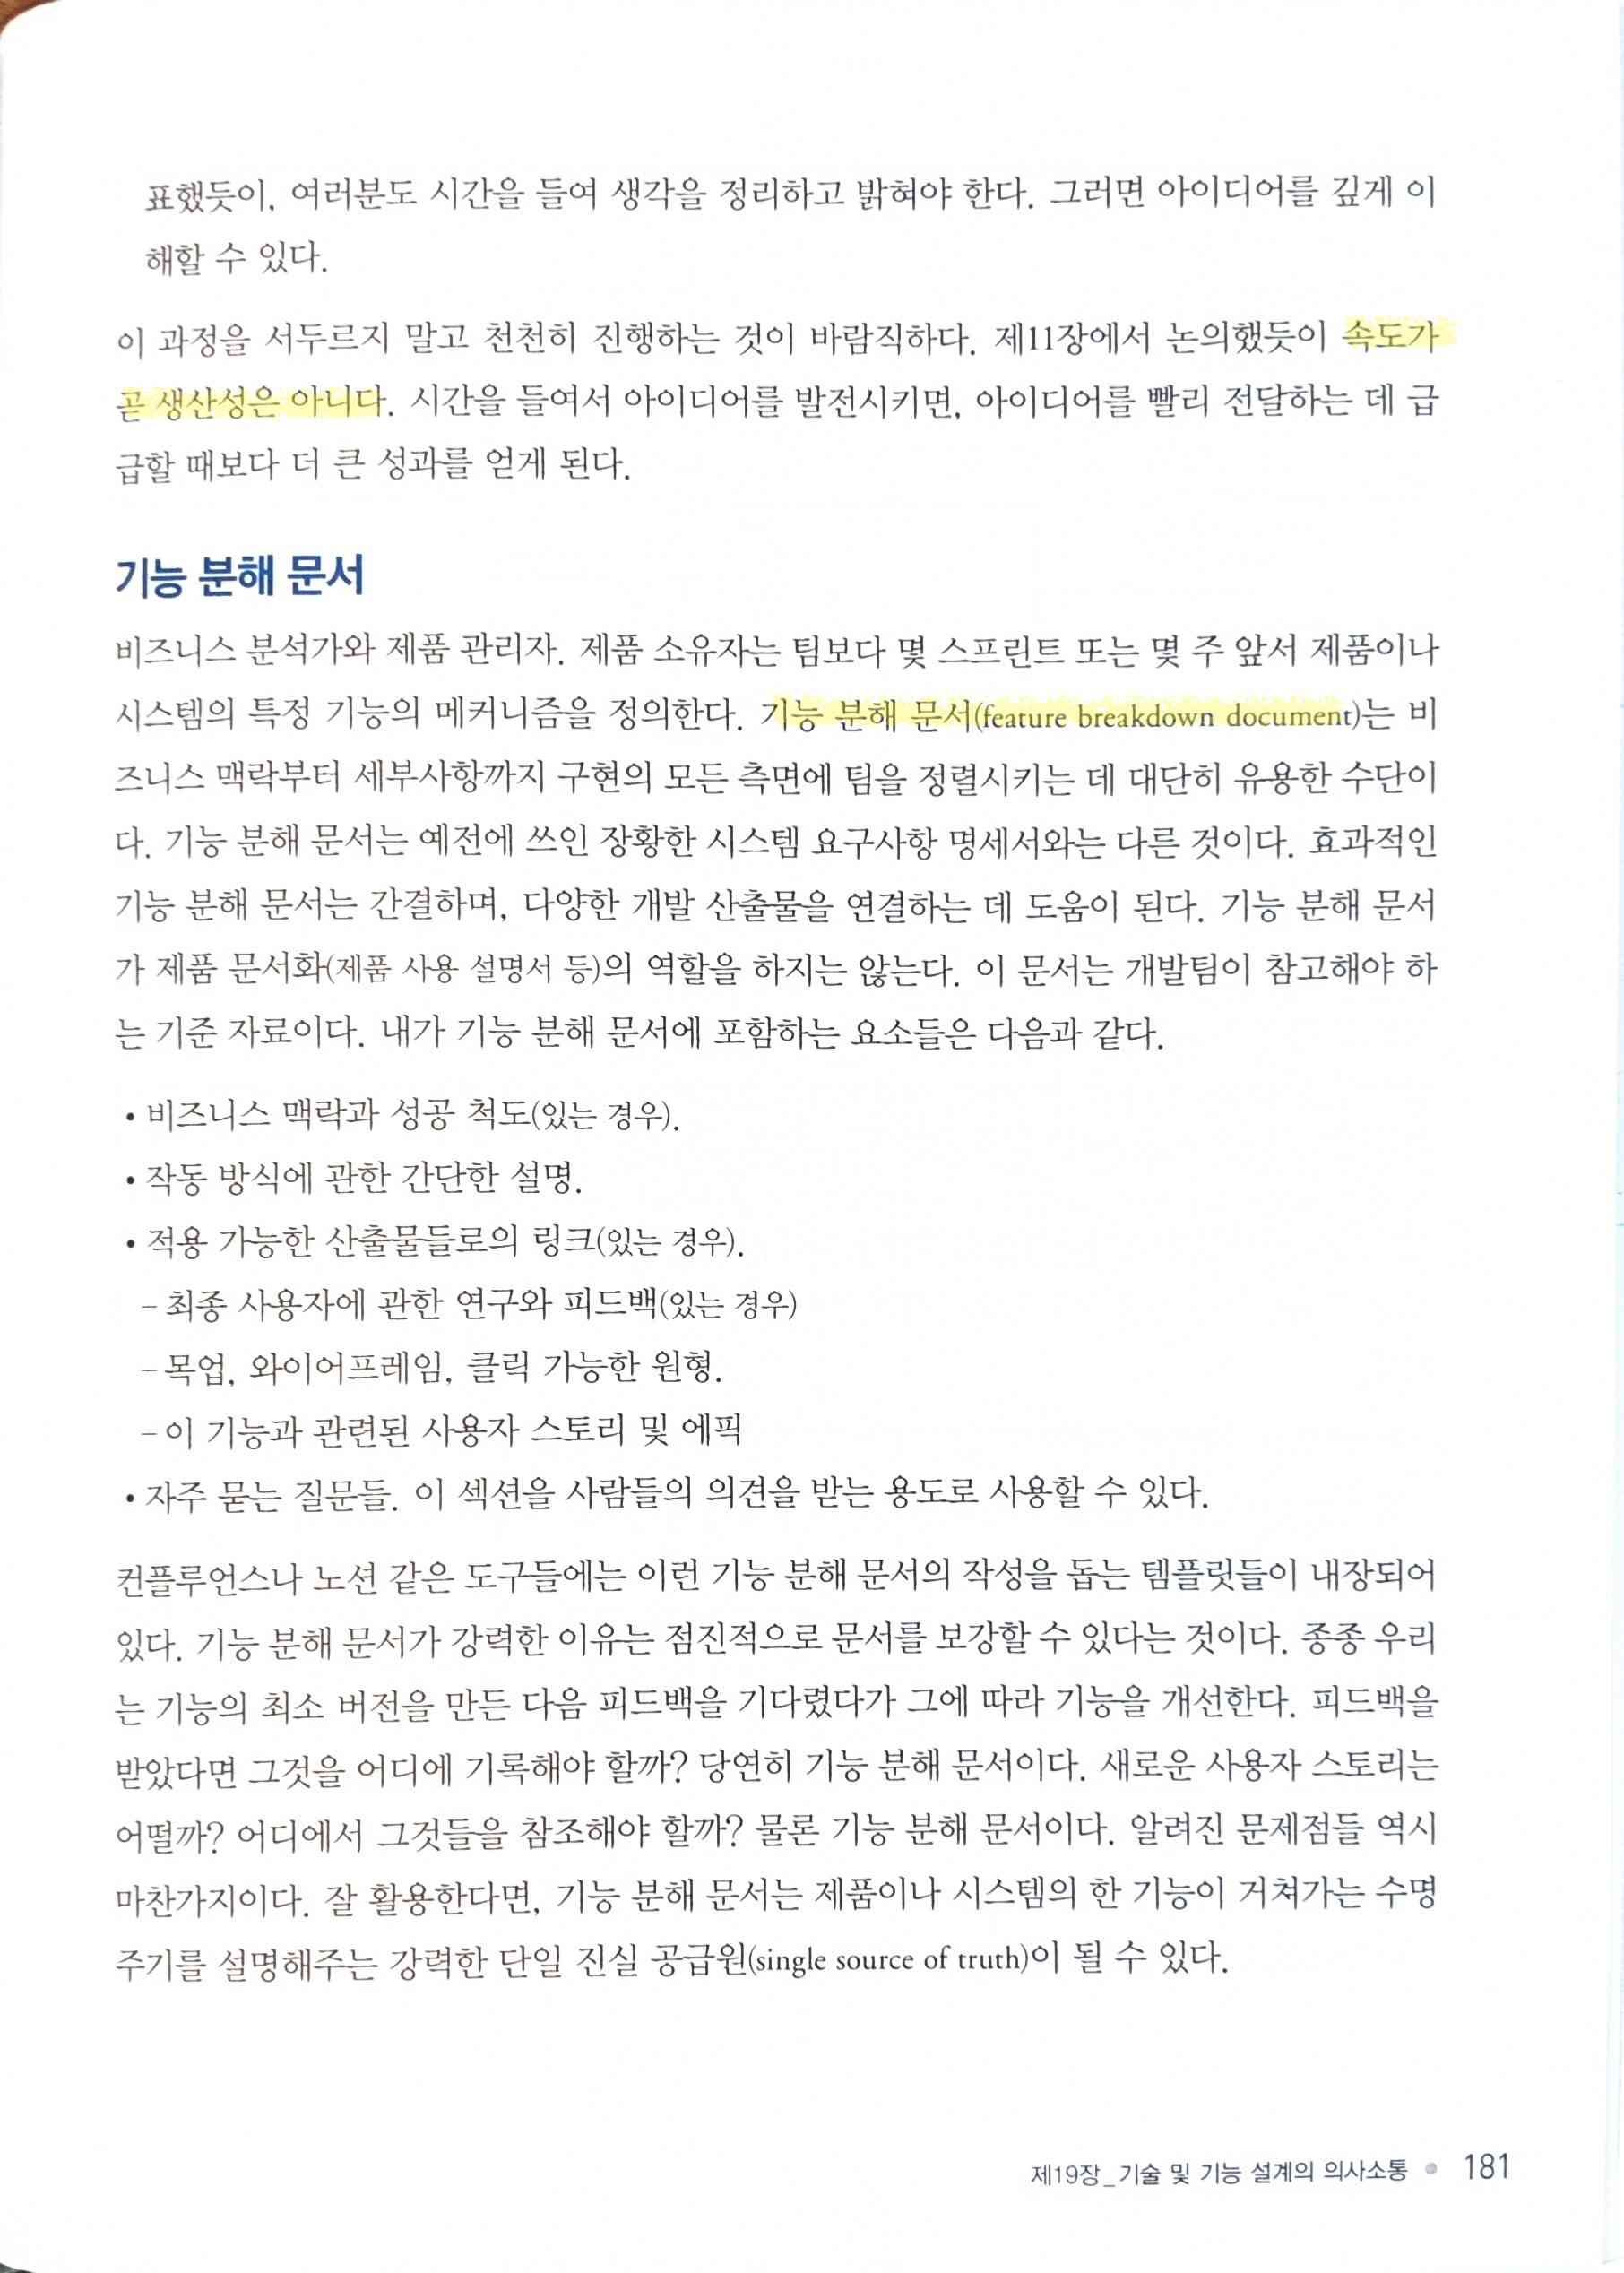 표했듯이, 여러분도 시간을 들여 생각을 정리하고 밝혀야 한다. 그러면 아이디어를 깊게 이
해할 수 있다.
이 과정을 서두르지 말고 천천히 진행하는 것이 바람직하다. 제11장에서 논의했듯이 속도가
곧 생산성은 아니다. 시간을 들여서 아이디어를 발전시키면, 아이디어를 빨리 전달하는 데 급
급할 때보다 더 큰 성과를 얻게 된다.
기능 분해 문서
비즈니스 분석가와 제품 관리자, 제품 소유자는 팀보다 몇 스프린트 또는 몇 주 앞서 제품이나
시스템의 특정 기능의 메커니즘을 정의한다. 기능 분해 문서(feature breakdown document)는 비
즈니스 맥락부터 세부사항까지 구현의 모든 측면에 팀을 정렬시키는 데 대단히 유용한 수단이
다. 기능 분해 문서는 예전에 쓰인 장황한 시스템 요구사항 명세서와는 다른 것이다. 효과적인
기능 분해 문서는 간결하며, 다양한 개발 산출물을 연결하는 데 도움이 된다. 기능 분해 문서
가 제품 문서화(제품 사용 설명서 등)의 역할을 하지는 않는다. 이 문서는 개발팀이 참고해야 하
는 기준 자료이다. 내가 기능 분해 문서에 포함하는 요소들은 다음과 같다.
• 비즈니스 맥락과 성공 척도(있는 경우).
• 작동 방식에 관한 간단한 설명.
• 적용 가능한 산출물들로의 링크(있는 경우).
– 최종 사용자에 관한 연구와 피드백(있는 경우)
– 목업, 와이어프레임, 클릭 가능한 원형.
– 이 기능과 관련된 사용자 스토리 및 에픽
• 자주 묻는 질문들. 이 섹션을 사람들의 의견을 받는 용도로 사용할 수 있다.
컨플루언스나 노션 같은 도구들에는 이런 기능 분해 문서의 작성을 돕는 템플릿들이 내장되어
있다. 기능 분해 문서가 강력한 이유는 점진적으로 문서를 보강할 수 있다는 것이다. 종종 우리
는 기능의 최소 버전을 만든 다음 피드백을 기다렸다가 그에 따라 기능을 개선한다. 피드백을
받았다면 그것을 어디에 기록해야 할까? 당연히 기능 분해 문서이다. 새로운 사용자 스토리는
어떨까? 어디에서 그것들을 참조해야 할까? 물론 기능 분해 문서이다. 알려진 문제점들 역시
마찬가지이다. 잘 활용한다면, 기능 분해 문서는 제품이나 시스템의 한 기능이 거쳐가는 수명
주기를 설명해주는 강력한 단일 진실 공급원(single source of truth)이 될 수 있다.
제19장_기술 및 기능 설계의 의사소통 ● 181